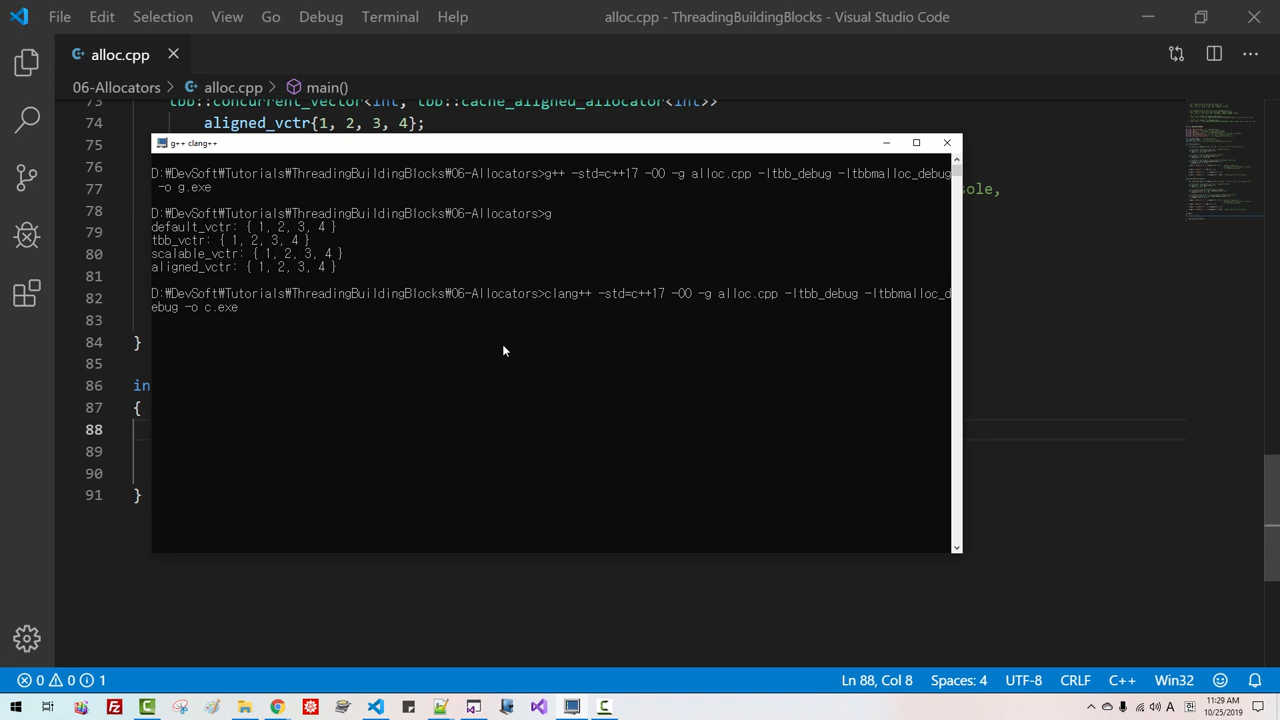 File Edit Selection View Go Debug Terminal Help
alloc.cpp - ThreadingBuildingBlocks - Visual Studio Code
alloc.cpp
06-Allocators > alloc.cpp > main()
73 tbb::concurrent_vector<int, tbb::cache_aligned_allocator<int>>
74 aligned_vctr{1, 2, 3, 4};
75
g++ clang++
76
D:₩DevSoft₩Tutorials₩ThreadingBuildingBlocks₩06-Allocators>g++ -std=c++17 -O0 -g alloc.cpp -ltbb_debug -ltbbmalloc_debug
77
-o g.exe
sole,
78
D:₩DevSoft₩Tutorials₩ThreadingBuildingBlocks₩06-Allocators>g
79
default_vctr: { 1, 2, 3, 4 }
tbb_vctr: { 1, 2, 3, 4 }
80
scalable_vctr: { 1, 2, 3, 4 }
aligned_vctr: { 1, 2, 3, 4 }
81
82
D:₩DevSoft₩Tutorials₩ThreadingBuildingBlocks₩06-Allocators>clang++ -std=c++17 -O0 -g alloc.cpp -ltbb_debug -ltbbmalloc_d
ebug -o c.exe
83
84 }
85
86 in
87 {
88
89
90
91 }
0 0 1
Ln 88, Col 8 Spaces: 4 UTF-8 CRLF C++ Win32
11:29 AM
10/25/2019